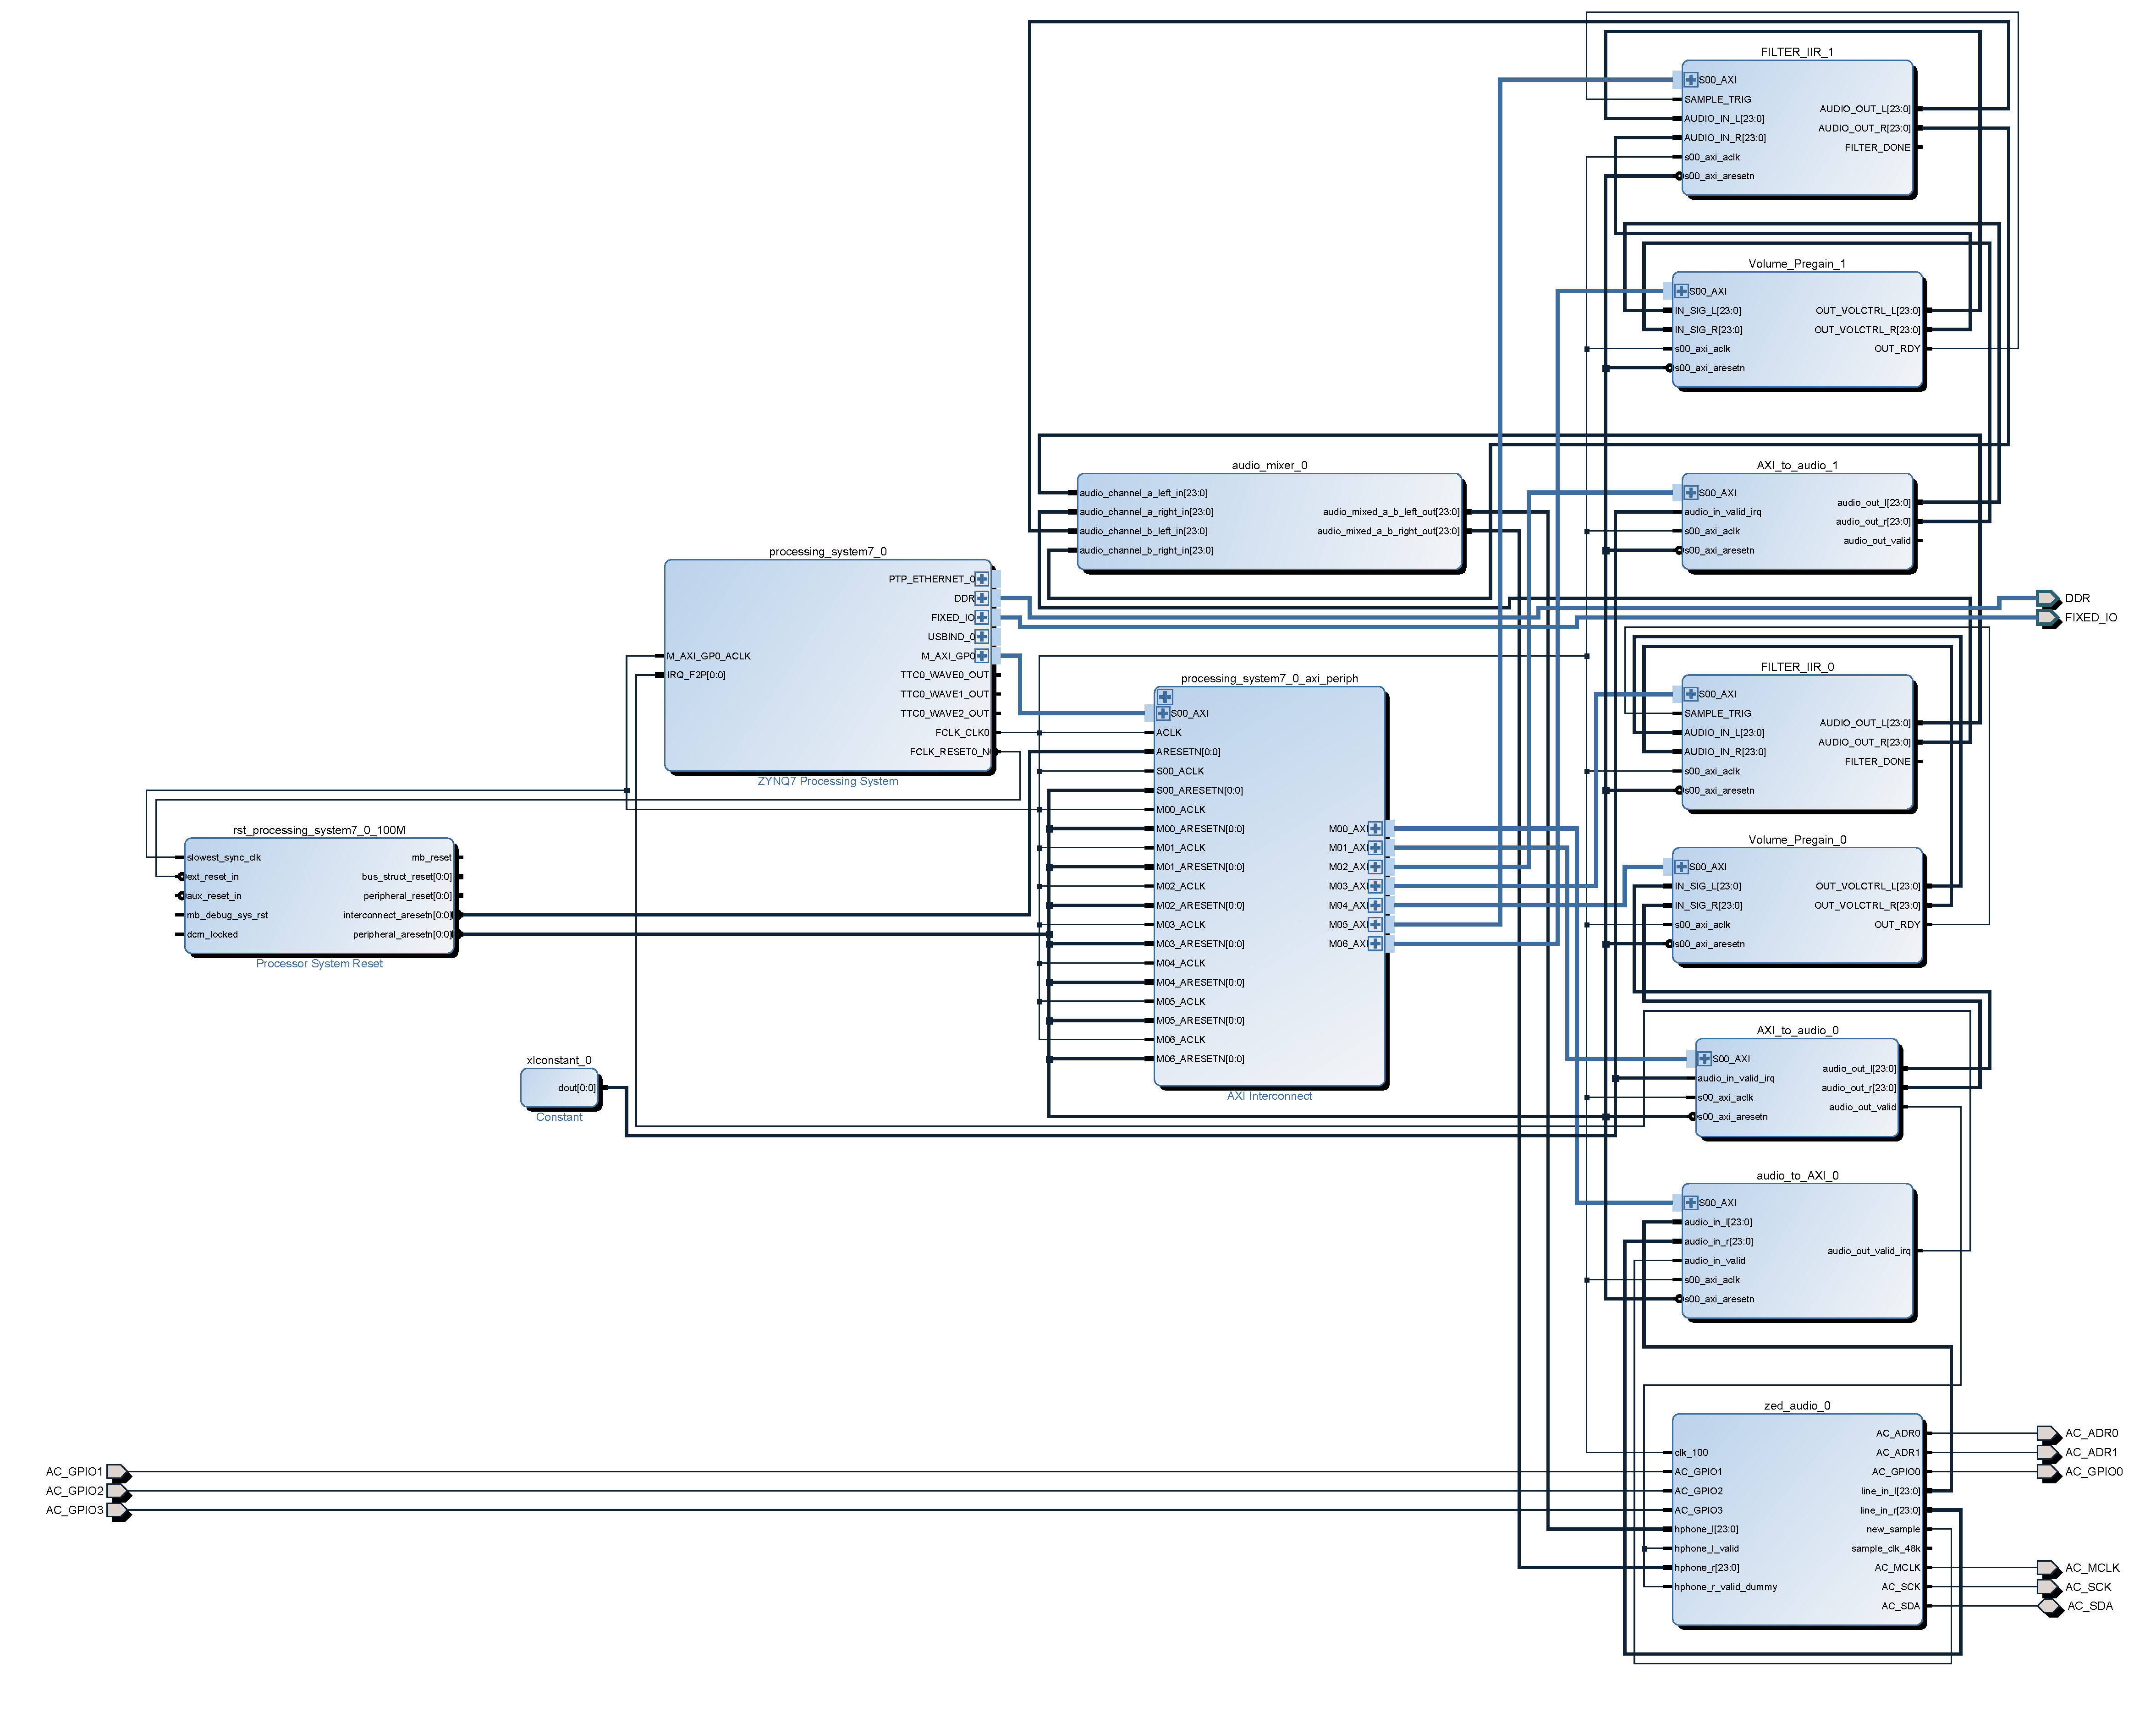 FILTER_IIR_1
S00_AXI
SAMPLE_TRIG
AUDIO_IN_L[23:0]
AUDIO_IN_R[23:0]
s00_axi_aclk
s00_axi_aresetn
AUDIO_OUT_L[23:0]
AUDIO_OUT_R[23:0]
FILTER_DONE
Volume_Pregain_1
S00_AXI
IN_SIG_L[23:0]
IN_SIG_R[23:0]
s00_axi_aclk
s00_axi_aresetn
OUT_VOLCTRL_L[23:0]
OUT_VOLCTRL_R[23:0]
OUT_RDY
audio_mixer_0
audio_channel_a_left_in[23:0]
audio_channel_a_right_in[23:0]
audio_channel_b_left_in[23:0]
audio_channel_b_right_in[23:0]
audio_mixed_a_b_left_out[23:0]
audio_mixed_a_b_right_out[23:0]
AXI_to_audio_1
S00_AXI
audio_in_valid_irq
s00_axi_aclk
s00_axi_aresetn
audio_out_l[23:0]
audio_out_r[23:0]
audio_out_valid
processing_system7_0
M_AXI_GP0_ACLK
IRQ_F2P[0:0]
PTP_ETHERNET_0
DDR
FIXED_IO
USBIND_0
M_AXI_GP0
TTC0_WAVE0_OUT
TTC0_WAVE1_OUT
TTC0_WAVE2_OUT
FCLK_CLK0
FCLK_RESET0_N
ZYNQ7 Processing System
DDR
FIXED_IO
FILTER_IIR_0
S00_AXI
SAMPLE_TRIG
AUDIO_IN_L[23:0]
AUDIO_IN_R[23:0]
s00_axi_aclk
s00_axi_aresetn
AUDIO_OUT_L[23:0]
AUDIO_OUT_R[23:0]
FILTER_DONE
processing_system7_0_axi_periph
S00_AXI
ACLK
ARESETN[0:0]
S00_ACLK
S00_ARESETN[0:0]
M00_ACLK
M00_ARESETN[0:0]
M01_ACLK
M01_ARESETN[0:0]
M02_ACLK
M02_ARESETN[0:0]
M03_ACLK
M03_ARESETN[0:0]
M04_ACLK
M04_ARESETN[0:0]
M05_ACLK
M05_ARESETN[0:0]
M06_ACLK
M06_ARESETN[0:0]
M00_AXI
M01_AXI
M02_AXI
M03_AXI
M04_AXI
M05_AXI
M06_AXI
AXI Interconnect
rst_processing_system7_0_100M
slowest_sync_clk
ext_reset_in
aux_reset_in
mb_debug_sys_rst
dcm_locked
mb_reset
bus_struct_reset[0:0]
peripheral_reset[0:0]
interconnect_aresetn[0:0]
peripheral_aresetn[0:0]
Processor System Reset
Volume_Pregain_0
S00_AXI
IN_SIG_L[23:0]
IN_SIG_R[23:0]
s00_axi_aclk
s00_axi_aresetn
OUT_VOLCTRL_L[23:0]
OUT_VOLCTRL_R[23:0]
OUT_RDY
xlconstant_0
dout[0:0]
Constant
AXI_to_audio_0
S00_AXI
audio_in_valid_irq
s00_axi_aclk
s00_axi_aresetn
audio_out_l[23:0]
audio_out_r[23:0]
audio_out_valid
audio_to_AXI_0
S00_AXI
audio_in_l[23:0]
audio_in_r[23:0]
audio_in_valid
s00_axi_aclk
s00_axi_aresetn
audio_out_valid_irq
zed_audio_0
clk_100
AC_GPIO1
AC_GPIO2
AC_GPIO3
hphone_l[23:0]
hphone_l_valid
hphone_r[23:0]
hphone_r_valid_dummy
AC_ADR0
AC_ADR1
AC_GPIO0
line_in_l[23:0]
line_in_r[23:0]
new_sample
sample_clk_48k
AC_MCLK
AC_SCK
AC_SDA
AC_GPIO1
AC_GPIO2
AC_GPIO3
AC_ADR0
AC_ADR1
AC_GPIO0
AC_MCLK
AC_SCK
AC_SDA